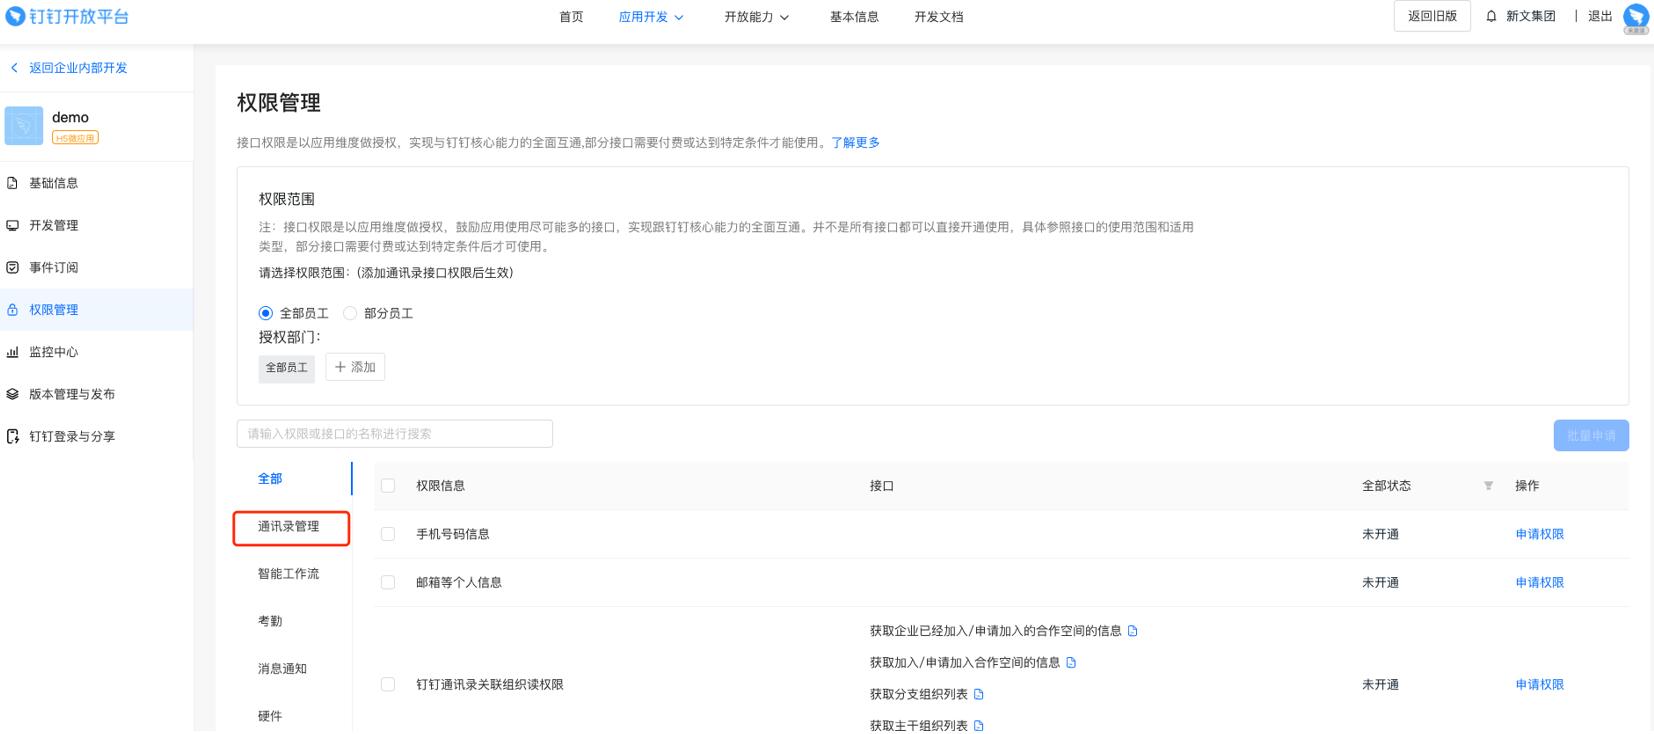 钉钉开放平台
首页
应用开发
开放能力
基本信息
开发文档
返回旧版
新文集团
退出
返回企业内部开发
demo
H5微应用
基础信息
开发管理
事件订阅
权限管理
监控中心
版本管理与发布
钉钉登录与分享
权限管理
接口权限是以应用维度做授权，实现与钉钉核心能力的全面互通,部分接口需要付费或达到特定条件才能使用。了解更多
权限范围
注：接口权限是以应用维度做授权，鼓励应用使用尽可能多的接口，实现跟钉钉核心能力的全面互通。并不是所有接口都可以直接开通使用，具体参照接口的使用范围和适用
类型，部分接口需要付费或达到特定条件后才可使用。
请选择权限范围：(添加通讯录接口权限后生效)
全部员工
部分员工
授权部门：
全部员工
添加
请输入权限或接口的名称进行搜索
批量申请
全部
通讯录管理
智能工作流
考勤
消息通知
硬件
权限信息
接口
全部状态
操作
手机号码信息
未开通
申请权限
邮箱等个人信息
未开通
申请权限
钉钉通讯录关联组织读权限
获取企业已经加入/申请加入的合作空间的信息
获取加入/申请加入合作空间的信息
获取分支组织列表
获取主干组织列表
未开通
申请权限